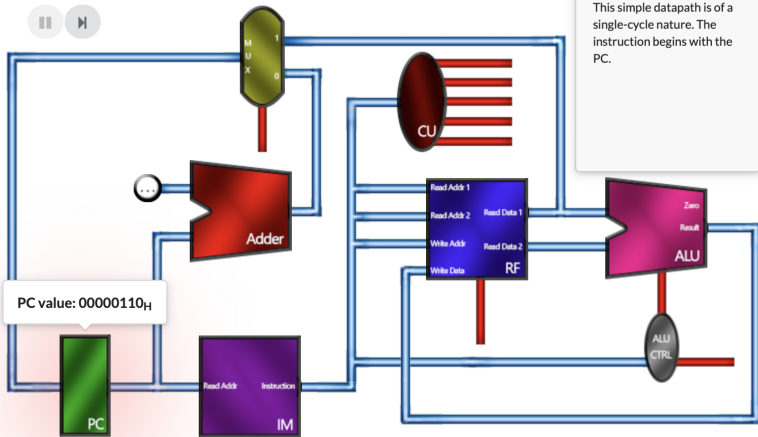 This simple datapath is of a
single-cycle nature. The
instruction begins with the
PC.
M
U
X
1
0
CU
...
Adder
Read Addr 1
Read Addr 2
Write Addr
Write Data
Read Data 1
Read Data 2
RF
Zero
Result
ALU
PC value: 00000110H
ALU
CTRL
PC
Read Addr
Instruction
IM